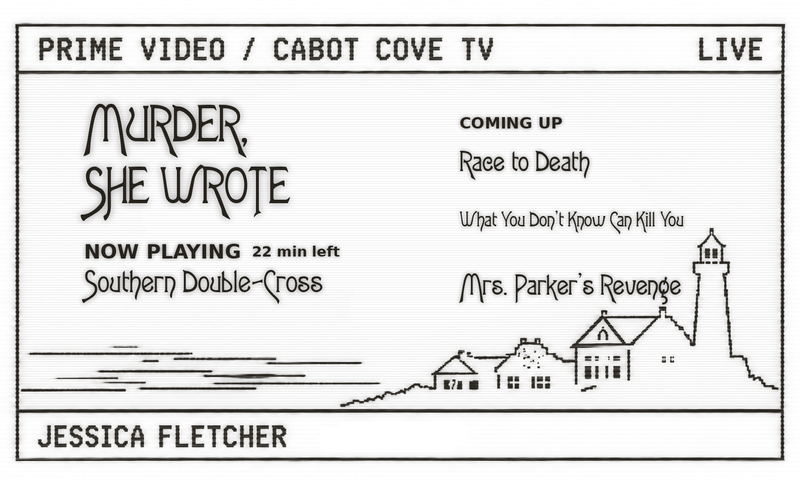 PRIME VIDEO / CABOT COVE TV
LIVE
MURDER,
SHE WROTE
NOW PLAYING 22 min left
Southern Double-Cross
COMING UP
Race to Death
What You Don't Know Can Kill You
Mrs. Parker's Revenge
JESSICA FLETCHER